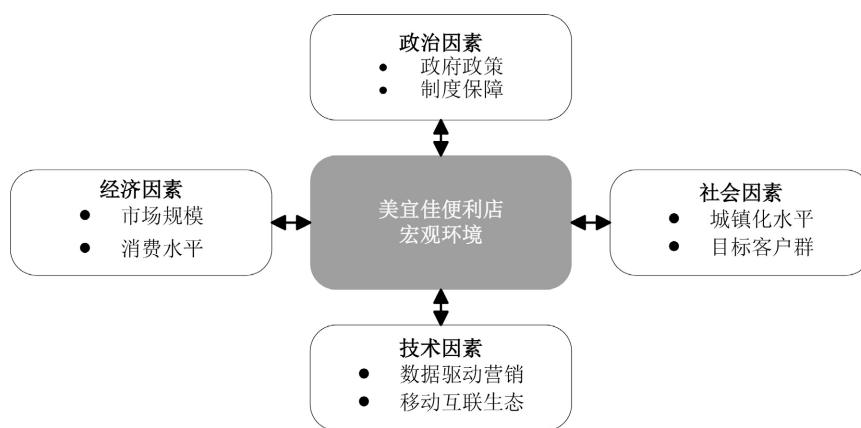 政治因素
• 政府政策
• 制度保障
经济因素
• 市场规模
• 消费水平
美宜佳便利店
宏观环境
社会因素
• 城镇化水平
• 目标客户群
技术因素
• 数据驱动营销
• 移动互联生态